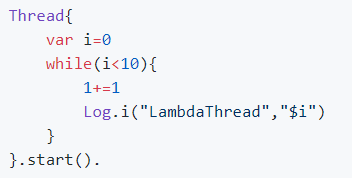 Thread{
    var i=0
    while(i<10){
        1+=1
        Log.i("LambdaThread","$i")
    }
}.start().